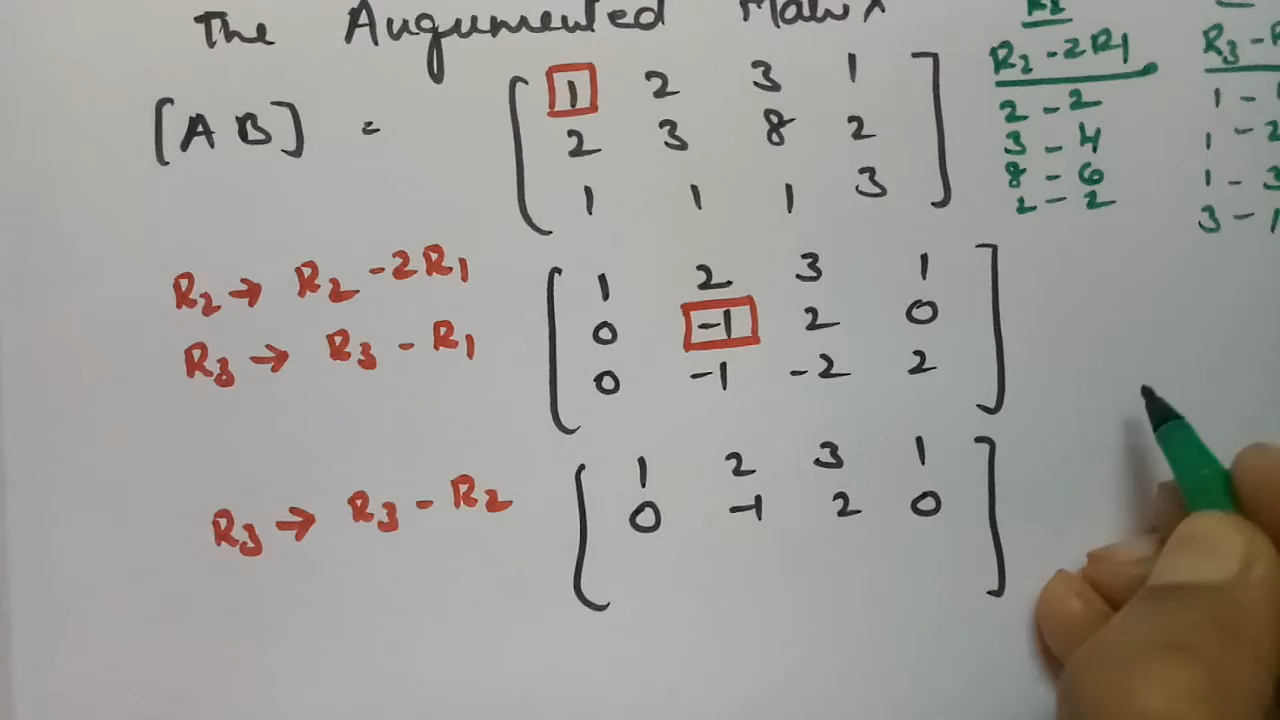 The Augumented Matrix
[AB] = [ 1 2 3 1
2 3 8 2
1 1 1 3 ]
R2 - 2R1
2 - 2
3 - 4
8 - 6
2 - 2
R3 -
1 -
1 - 2
1 - 3
3 - 1
R2 → R2 - 2R1
R3 → R3 - R1
[ 1 2 3 1
0 -1 2 0
0 -1 -2 2 ]
R3 → R3 - R2
[ 1 2 3 1
0 -1 2 0 ]